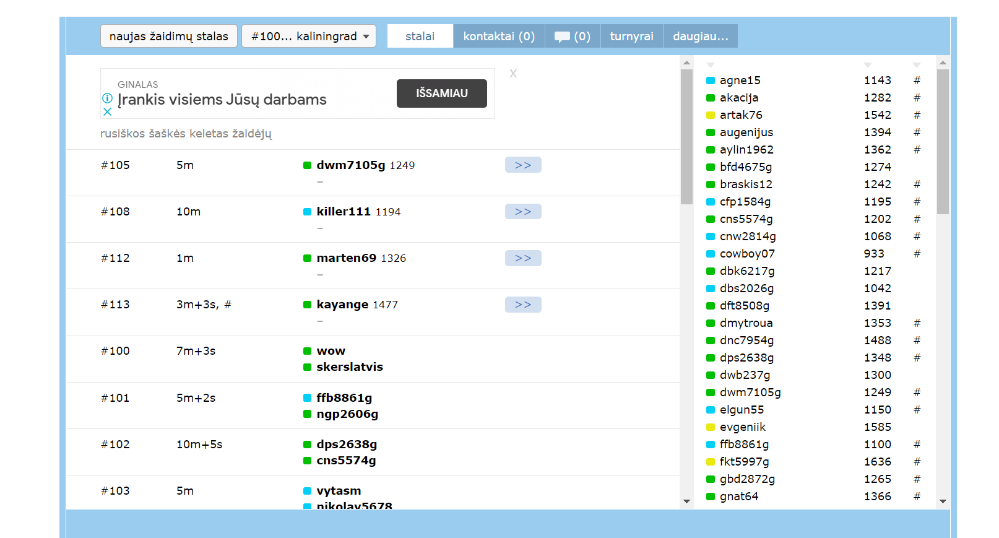 naujas žaidimų stalas #100... kaliningrad stalai kontaktai (0) (0) turnyrai daugiau...
GINALAS
Įrankis visiems Jūsų darbams
IŠSAMIAU
X
rusiškos šaškės keletas žaidėjų
#105 5m dwm7105g 1249 >>
–
#108 10m killer111 1194 >>
–
#112 1m marten69 1326 >>
–
#113 3m+3s, # kayange 1477 >>
–
#100 7m+3s wow
skerslatvis
#101 5m+2s ffb8861g
ngp2606g
#102 10m+5s dps2638g
cns5574g
#103 5m vytasm
nikolay5678
agne15 1143 #
akacija 1282 #
artak76 1542 #
augenijus 1394 #
aylin1962 1362 #
bfd4675g 1274
braskis12 1242 #
cfp1584g 1195 #
cns5574g 1202 #
cnw2814g 1068 #
cowboy07 933 #
dbk6217g 1217
dbs2026g 1042
dft8508g 1391
dmytroua 1353 #
dnc7954g 1488 #
dps2638g 1348 #
dwb237g 1300
dwm7105g 1249 #
elgun55 1150 #
evgeniik 1585
ffb8861g 1100 #
fkt5997g 1636 #
gbd2872g 1265 #
gnat64 1366 #